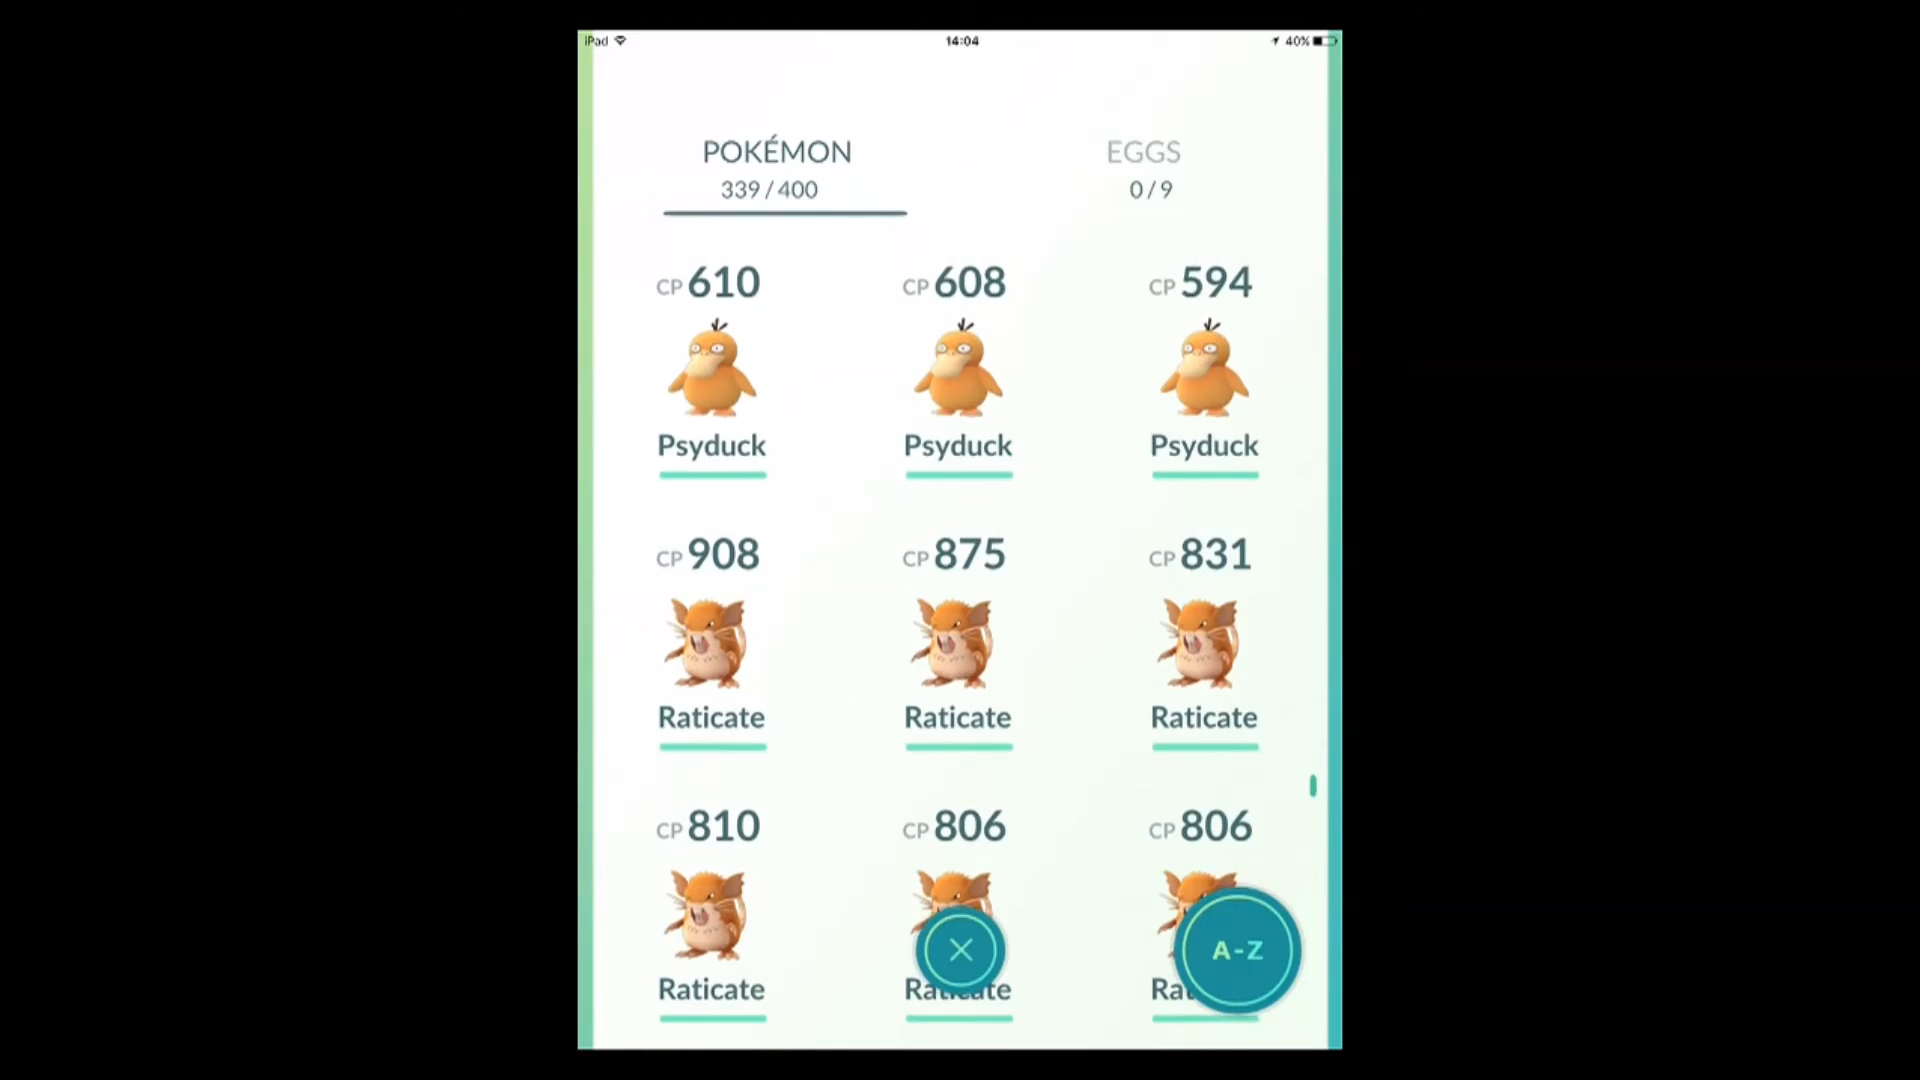 iPad 14:04 40%
POKÉMON EGGS
339 / 400 0 / 9
CP 610 CP 608 CP 594
Psyduck Psyduck Psyduck
CP 908 CP 875 CP 831
Raticate Raticate Raticate
CP 810 CP 806 CP 806
A-Z
Raticate Raticate